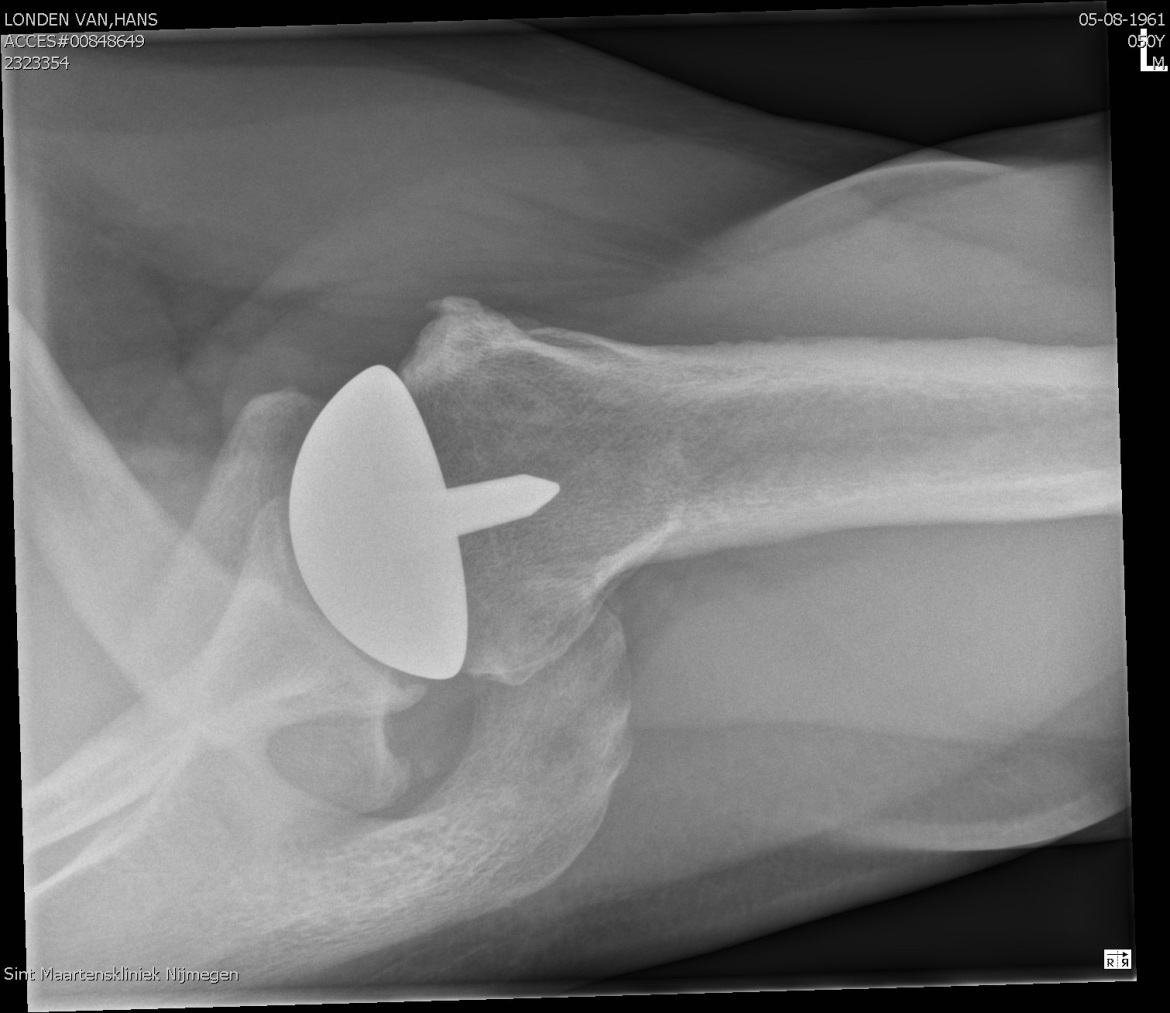 LONDEN VAN,HANS
ACCES#00848649
2323354
05-08-1961
050Y
L
M
Sint Maartenskliniek Nijmegen
R Я